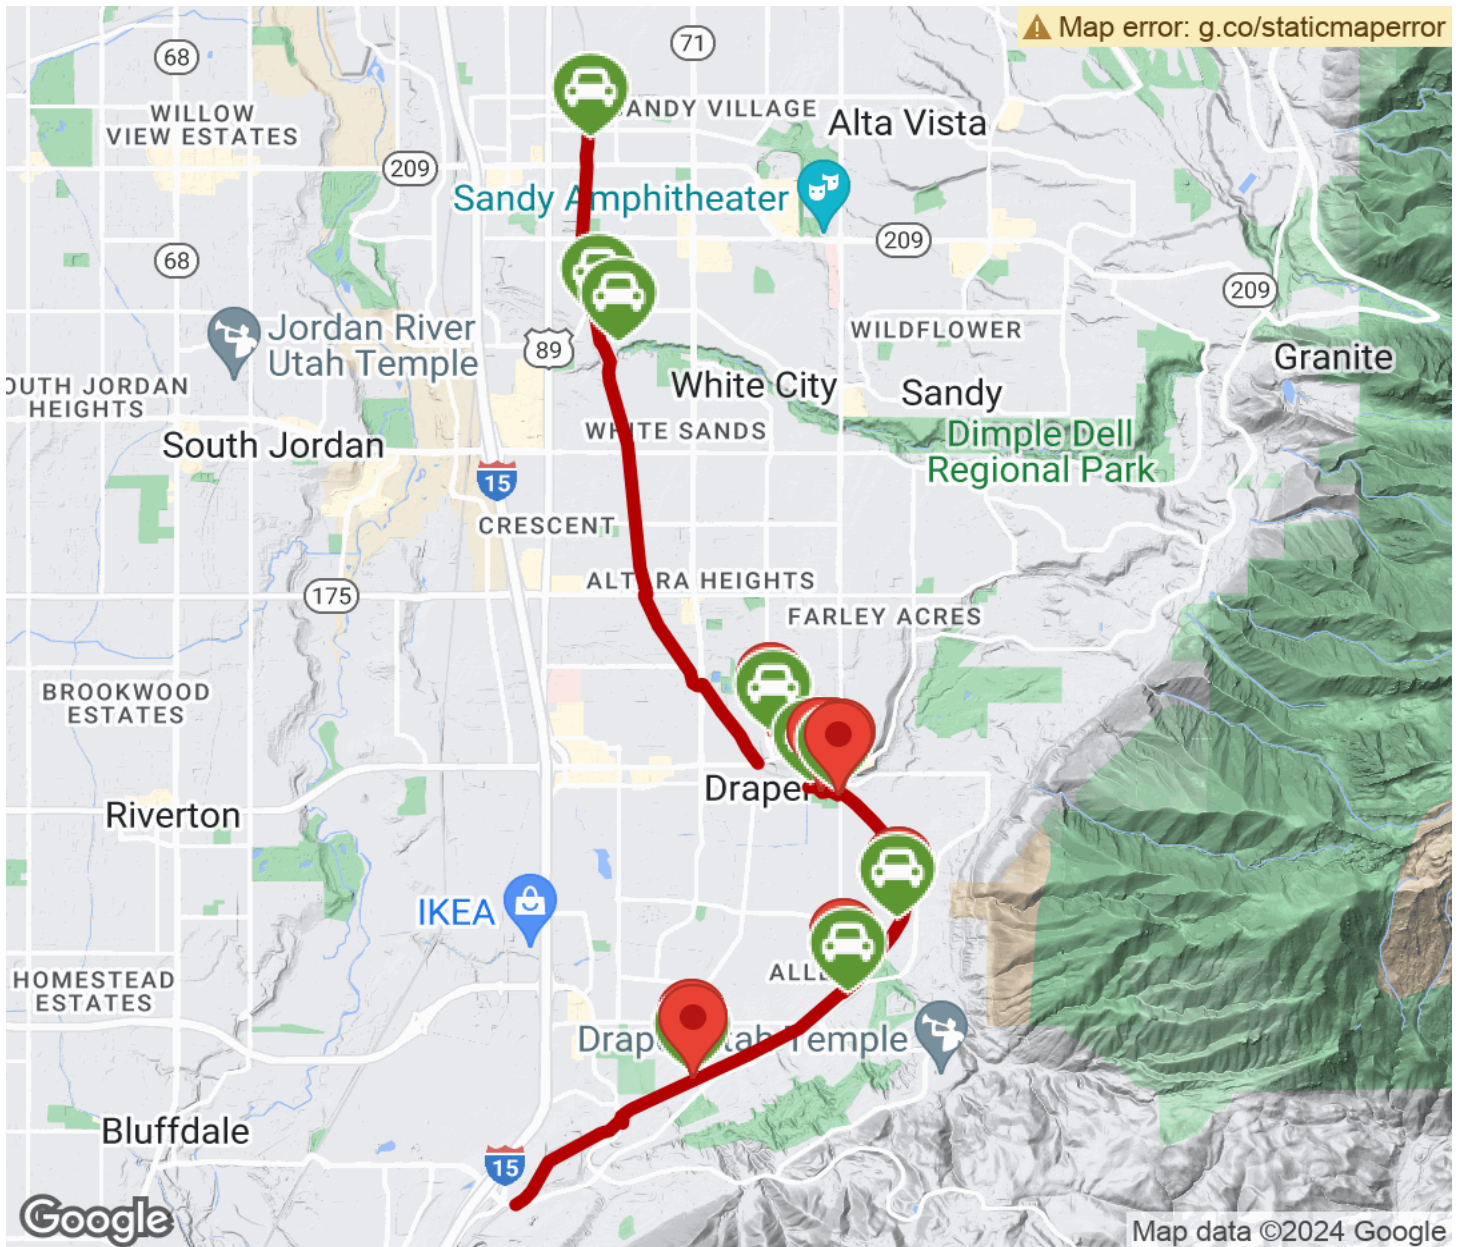 Map error: g.co/staticmaperror
68
71
WILLOW
VIEW ESTATES
ANDY VILLAGE
Alta Vista
209
Sandy Amphitheater
209
68
209
Jordan River
Utah Temple
89
WILDFLOWER
Granite
OUTH JORDAN
HEIGHTS
White City
Sandy
South Jordan
WHITE SANDS
Dimple Dell
Regional Park
15
CRESCENT
175
ALTARA HEIGHTS
FARLEY ACRES
BROOKWOOD
ESTATES
Draper
Riverton
IKEA
HOMESTEAD
ESTATES
ALL
Draper Utah Temple
Bluffdale
15
Google
Map data ©2024 Google